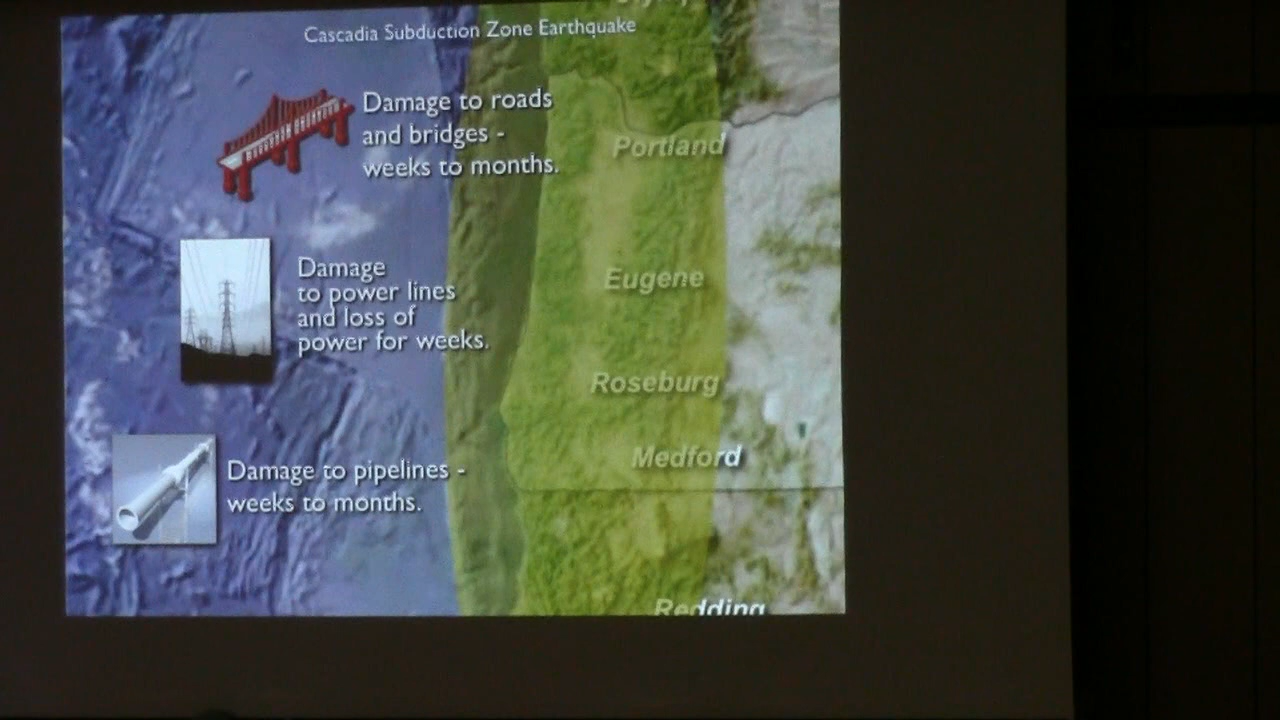 Cascadia Subduction Zone Earthquake
Damage to roads
and bridges -
weeks to months.
Portland
Damage
to power lines
and loss of
power for weeks.
Eugene
Roseburg
Medford
Damage to pipelines -
weeks to months.
Redding